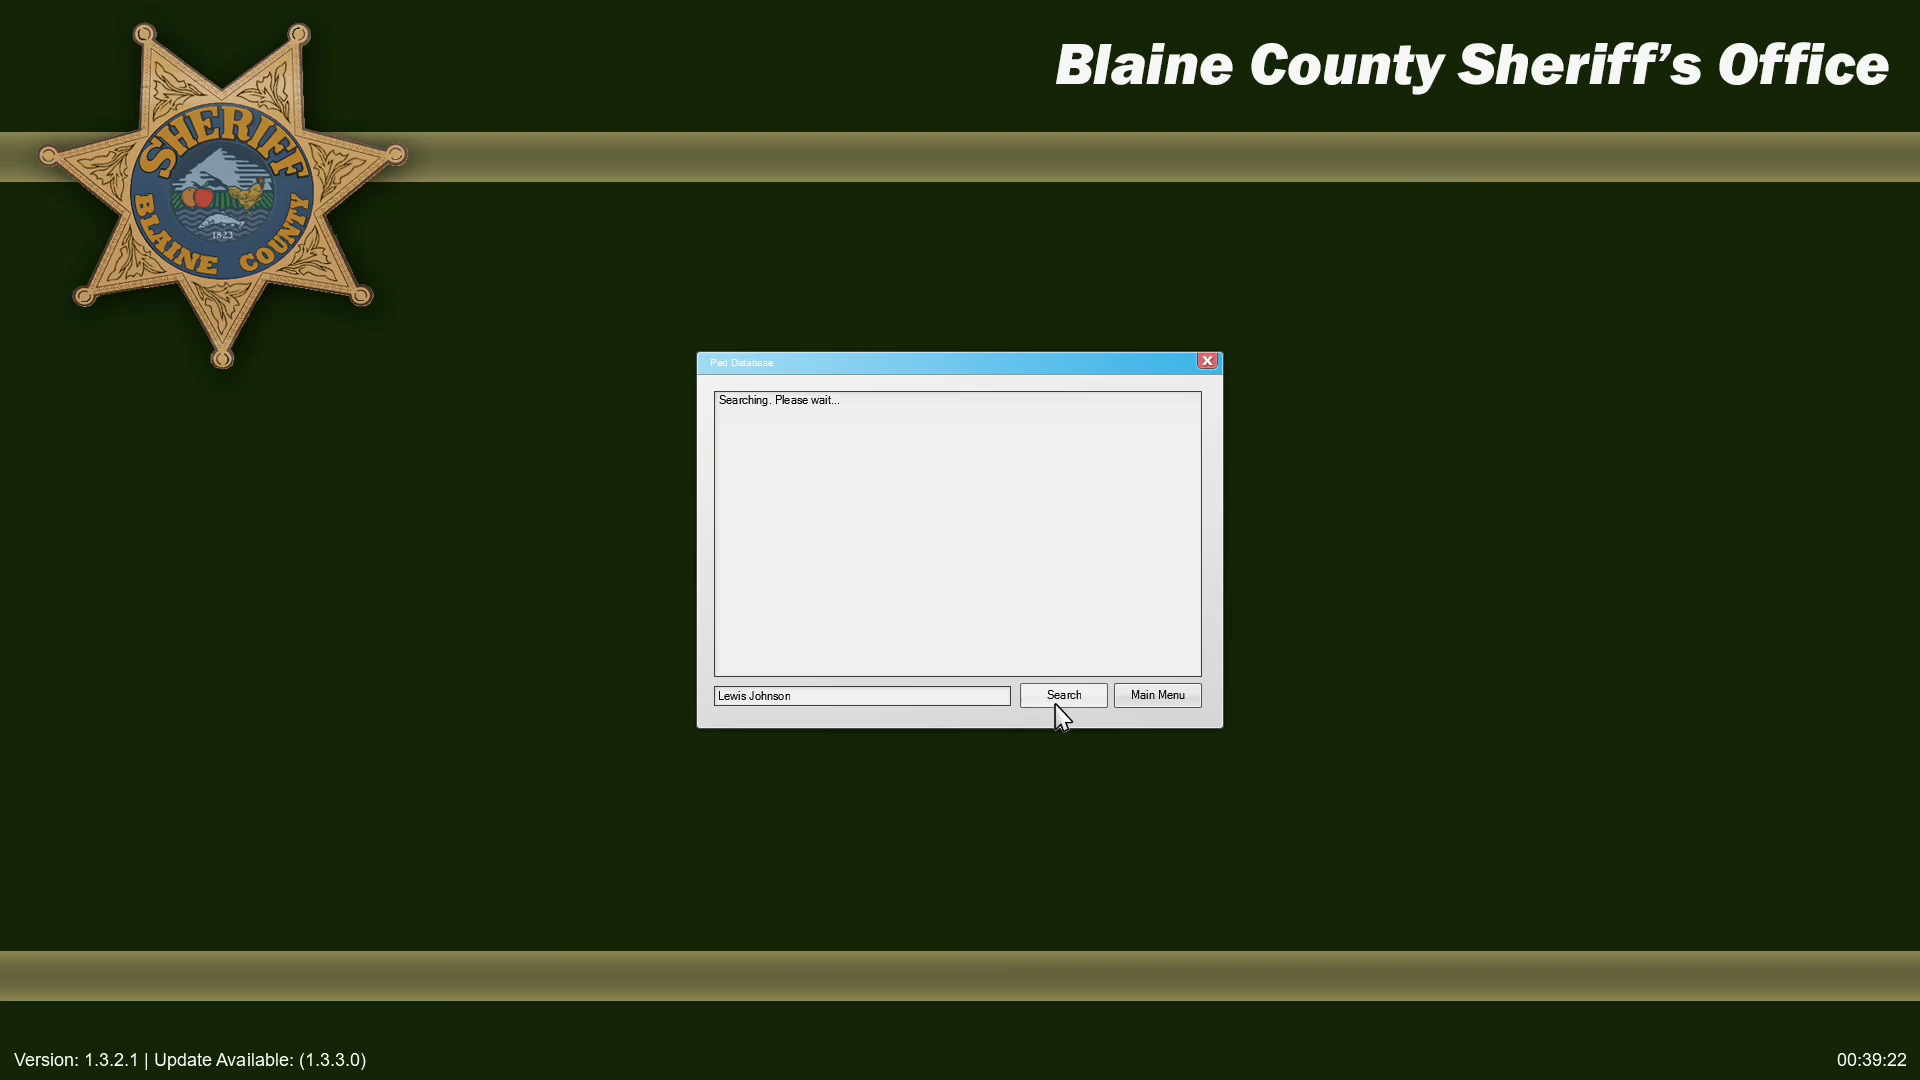 Blaine County Sheriff's Office
SHERIFF
1823
BLAINE COUNTY
Ped Database
Searching. Please wait...
Lewis Johnson
Search
Main Menu
Version: 1.3.2.1 | Update Available: (1.3.3.0)
00:39:22